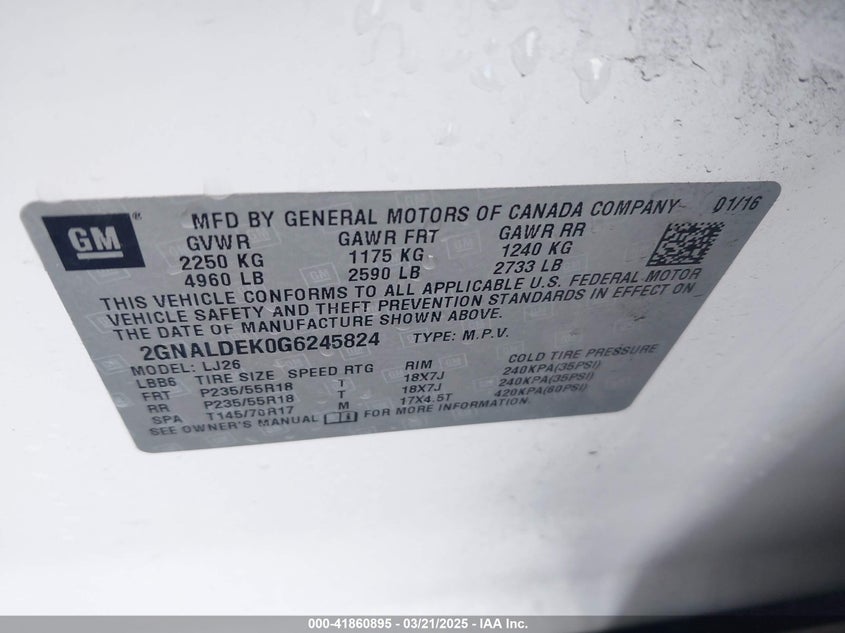 GM ® MFD BY GENERAL MOTORS OF CANADA COMPANY 01/16
GVWR GAWR FRT GAWR RR
2250 KG 1175 KG 1240 KG
4960 LB 2590 LB 2733 LB
THIS VEHICLE CONFORMS TO ALL APPLICABLE U.S. FEDERAL MOTOR
VEHICLE SAFETY AND THEFT PREVENTION STANDARDS IN EFFECT ON
THE DATE OF MANUFACTURE SHOWN ABOVE.
2GNALDEK0G6245824 TYPE: M.P.V.
MODEL: LJ26
LBB6 TIRE SIZE SPEED RTG RIM COLD TIRE PRESSURE
FRT P235/55R18 T 18X7J 240KPA(35PSI)
RR P235/55R18 T 18X7J 240KPA(35PSI)
SPA T145/70R17 M 17X4.5T 420KPA(60PSI)
SEE OWNER'S MANUAL FOR MORE INFORMATION.
000-41860895 - 03/21/2025 - IAA Inc.